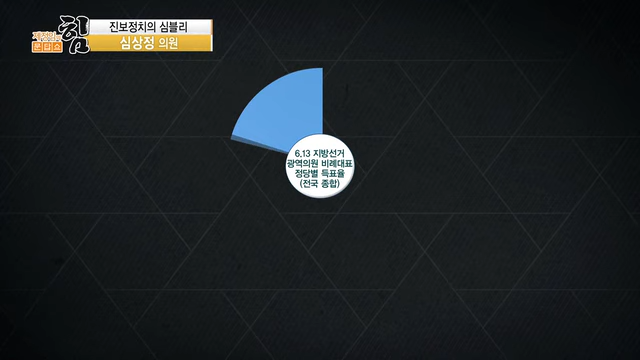 힘
진보정치의 심블리
심상정 의원
6.13 지방선거
광역의원 비례대표
정당별 득표율
(전국 종합)